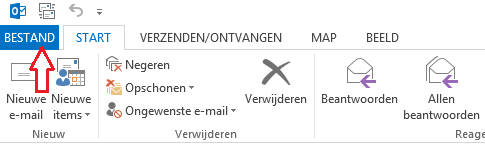 BESTAND START VERZENDEN/ONTVANGEN MAP BEELD
Nieuwe e-mail
Nieuwe items
Negeren
Opschonen
Ongewenste e-mail
Verwijderen
Beantwoorden
Allen beantwoorden
Nieuw Verwijderen Reage